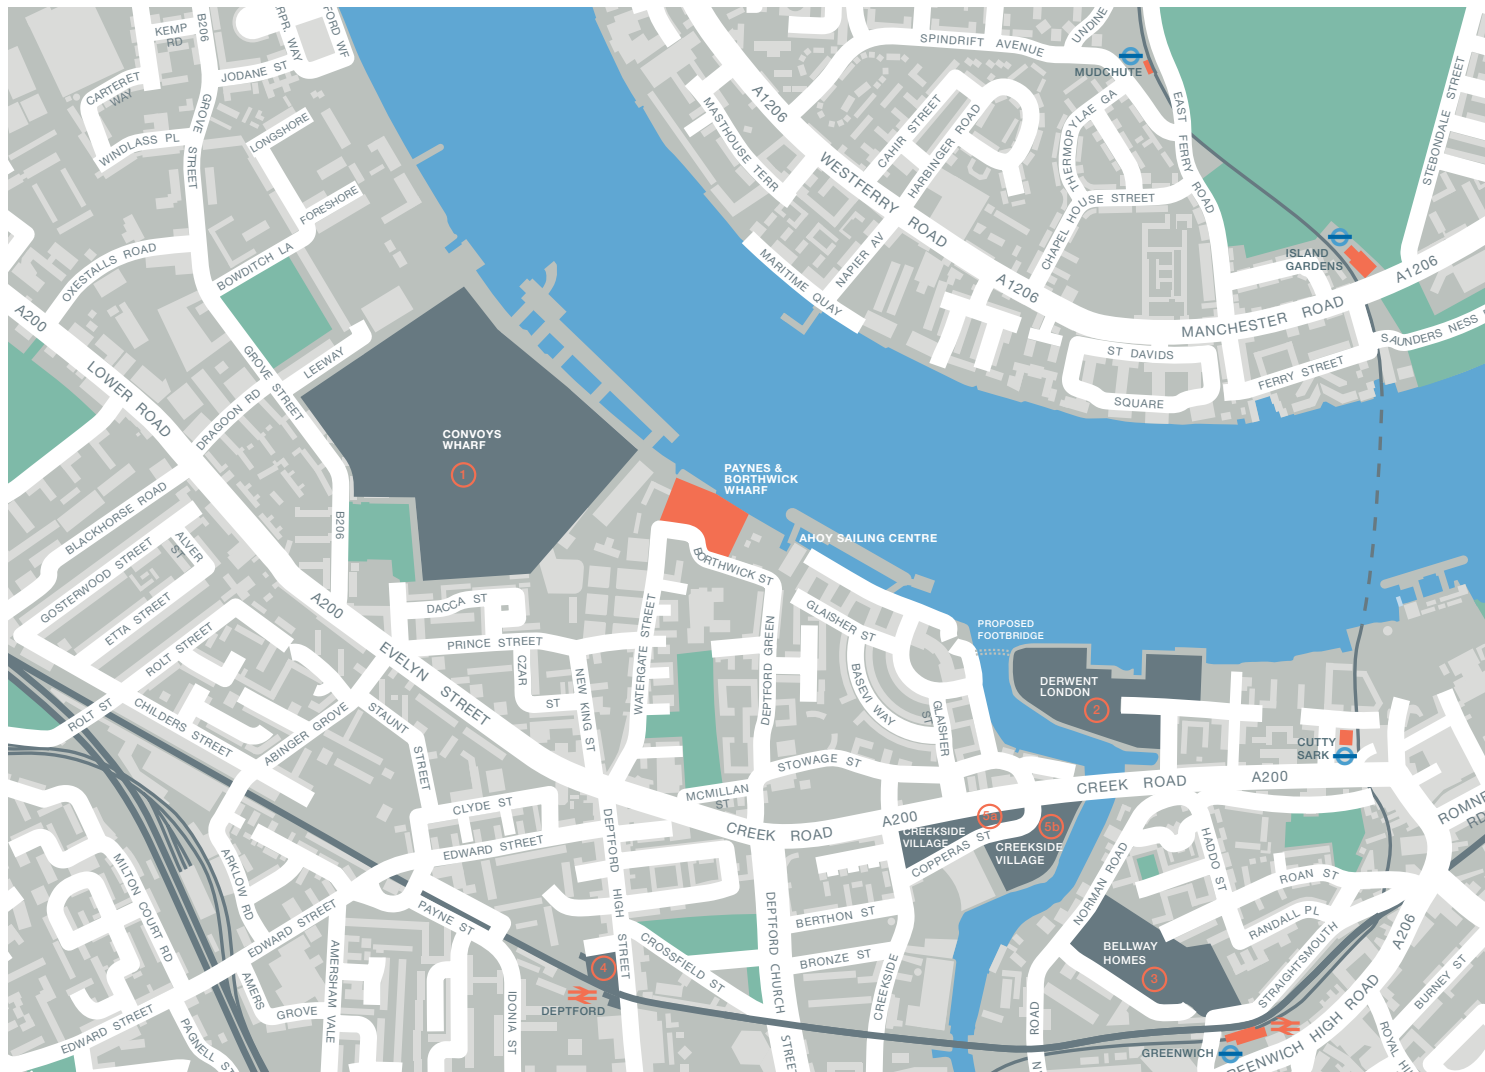 KEMP
RD
B206
RPR. WAY
FORD WF
JODANE ST
CARTERET
WAY
GROVE STREET
WINDLASS PL
LONGSHORE
FORESHORE
BOWDITCH LA
OXESTALLS ROAD
A200
LOWER ROAD
GROVE STREET
LEEWAY
DRAGOON RD
B206
BLACKHORSE ROAD
GOSTERWOOD STREET
ALVER
ST
ETTA STREET
ROLT STREET
ROLT ST
CHILDERS STREET
ABINGER GROVE
STAUNT
STREET
A200
EVELYN STREET
DACCA ST
PRINCE STREET
CZAR
ST
NEW KING ST
WATERGATE STREET
BORTHWICK ST
DEPTFORD GREEN
CONVOYS
WHARF
1
PAYNES &
BORTHWICK
WHARF
AHOY SAILING CENTRE
GLAISHER ST
BASEVI WAY
GLAISHER
ST
PROPOSED
FOOTBRIDGE
DERWENT
LONDON
2
STOWAGE ST
MCMILLAN
ST
CREEK ROAD
A200
CREEK ROAD
A200
CUTTY
SARK
ROMNE
RD
5a
5b
CREEKSIDE
VILLAGE
COPPERAS ST
CREEKSIDE
VILLAGE
CLYDE ST
EDWARD STREET
DEPTFORD HIGH STREET
DEPTFORD CHURCH STREET
BERTHON ST
BRONZE ST
CREEKSIDE
CROSSFIELD ST
NORMAN ROAD
ROAD
HADDO ST
ROAN ST
RANDALL PL
STRAIGHTSMOUTH
A206
BELLWAY
HOMES
3
GREENWICH
REENWICH HIGH ROAD
BURNEY ST
ROYAL HI
4
DEPTFORD
PAYNE ST
IDONIA ST
AMERSHAM VALE
EDWARD STREET
ARKLOW RD
MILTON COURT RD
AMERS
GROVE
EDWARD STREET
PAGNELL ST
SPINDRIFT AVENUE
UNDINE
MUDCHUTE
A1206
MASTHOUSE TERR
WESTFERRY ROAD
CAHIR STREET
HARBINGER ROAD
THERMOPYLAE GA
EAST FERRY ROAD
CHAPEL HOUSE STREET
STEBONDALE STREET
MARITIME QUAY
NAPIER AV
A1206
ISLAND
GARDENS
A1206
MANCHESTER ROAD
SAUNDERS NESS
ST DAVIDS
SQUARE
FERRY STREET